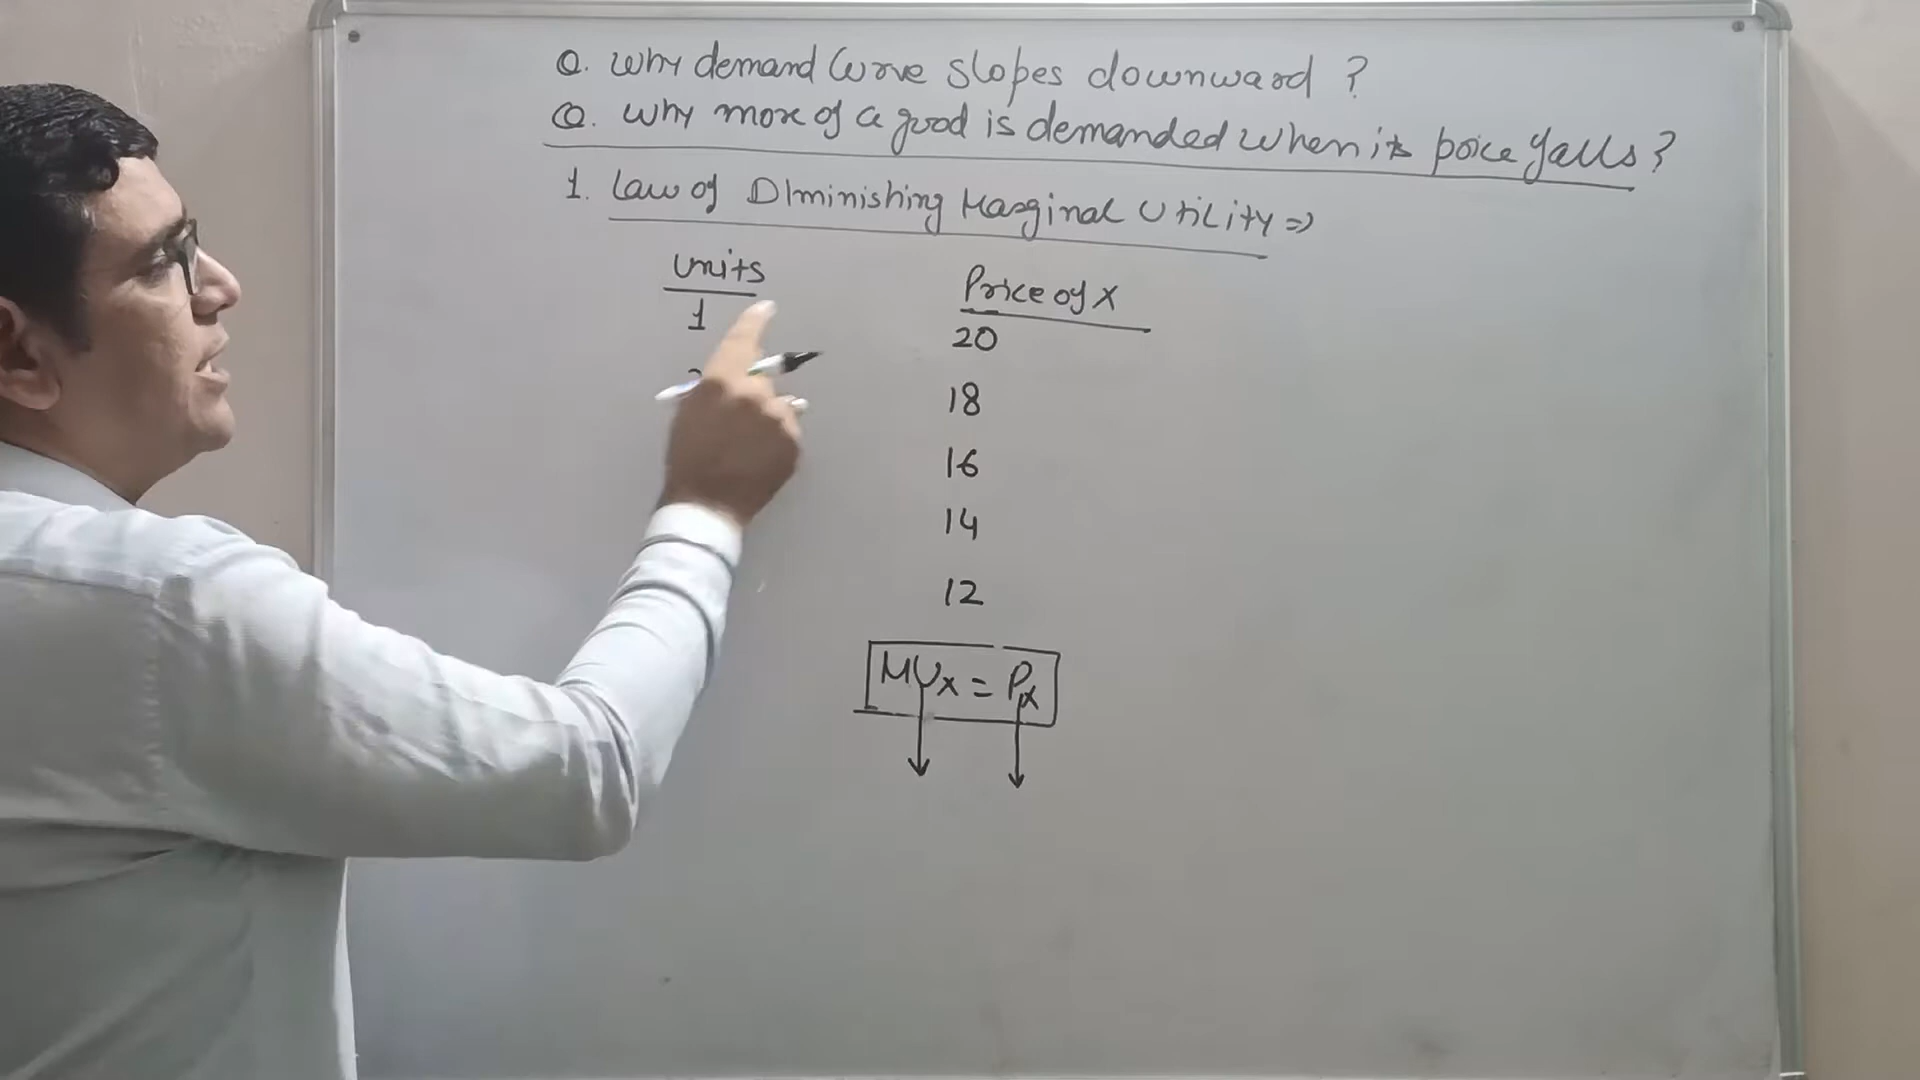 Q. Why demand Curve slopes downward ?
Q. Why more of a good is demanded when its price falls ?
1. Law of Diminishing Marginal Utility =>
Units Price of X
1 20
18
16
14
12
MUx = Px